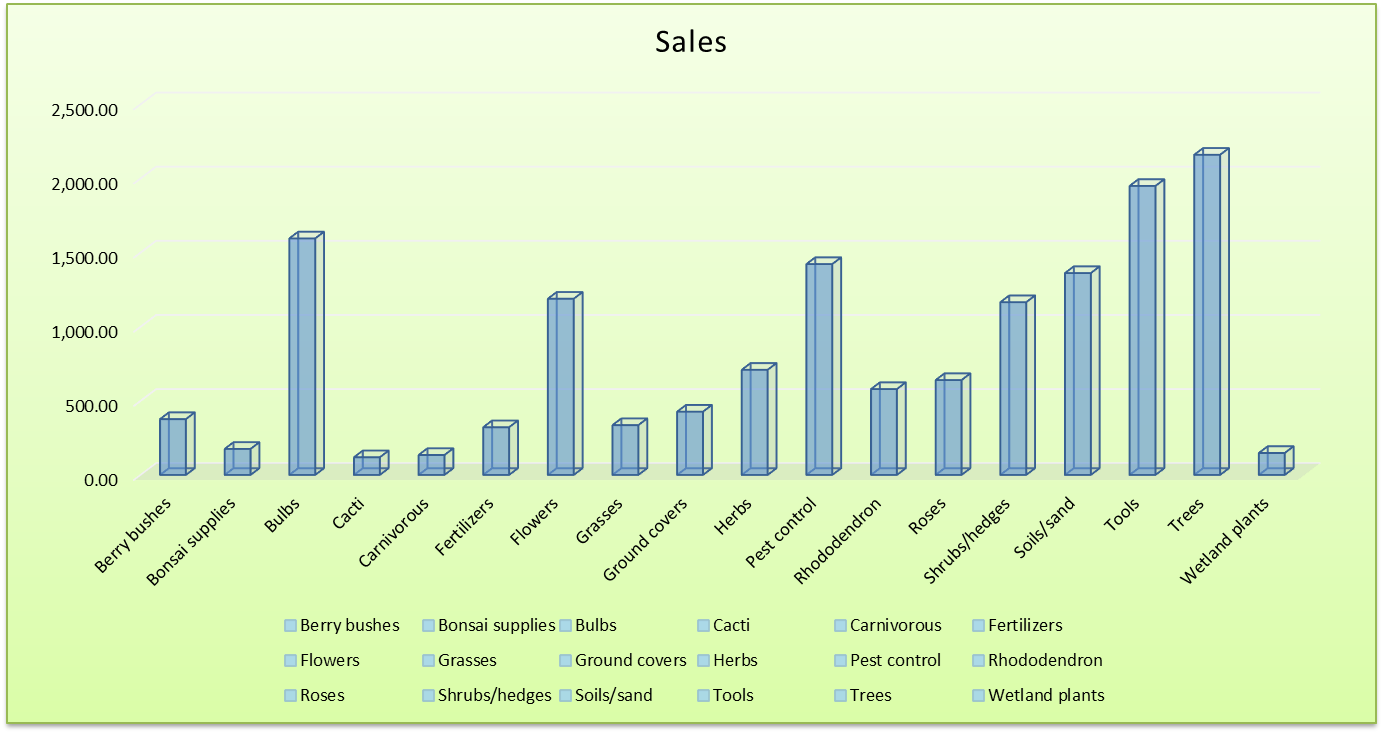 Sales
2,500.00
2,000.00
1,500.00
1,000.00
500.00
0.00
Berry bushes
Bonsai supplies
Bulbs
Cacti
Carnivorous
Fertilizers
Flowers
Grasses
Ground covers
Herbs
Pest control
Rhododendron
Roses
Shrubs/hedges
Soils/sand
Tools
Trees
Wetland plants
Berry bushes Bonsai supplies Bulbs Cacti Carnivorous Fertilizers
Flowers Grasses Ground covers Herbs Pest control Rhododendron
Roses Shrubs/hedges Soils/sand Tools Trees Wetland plants